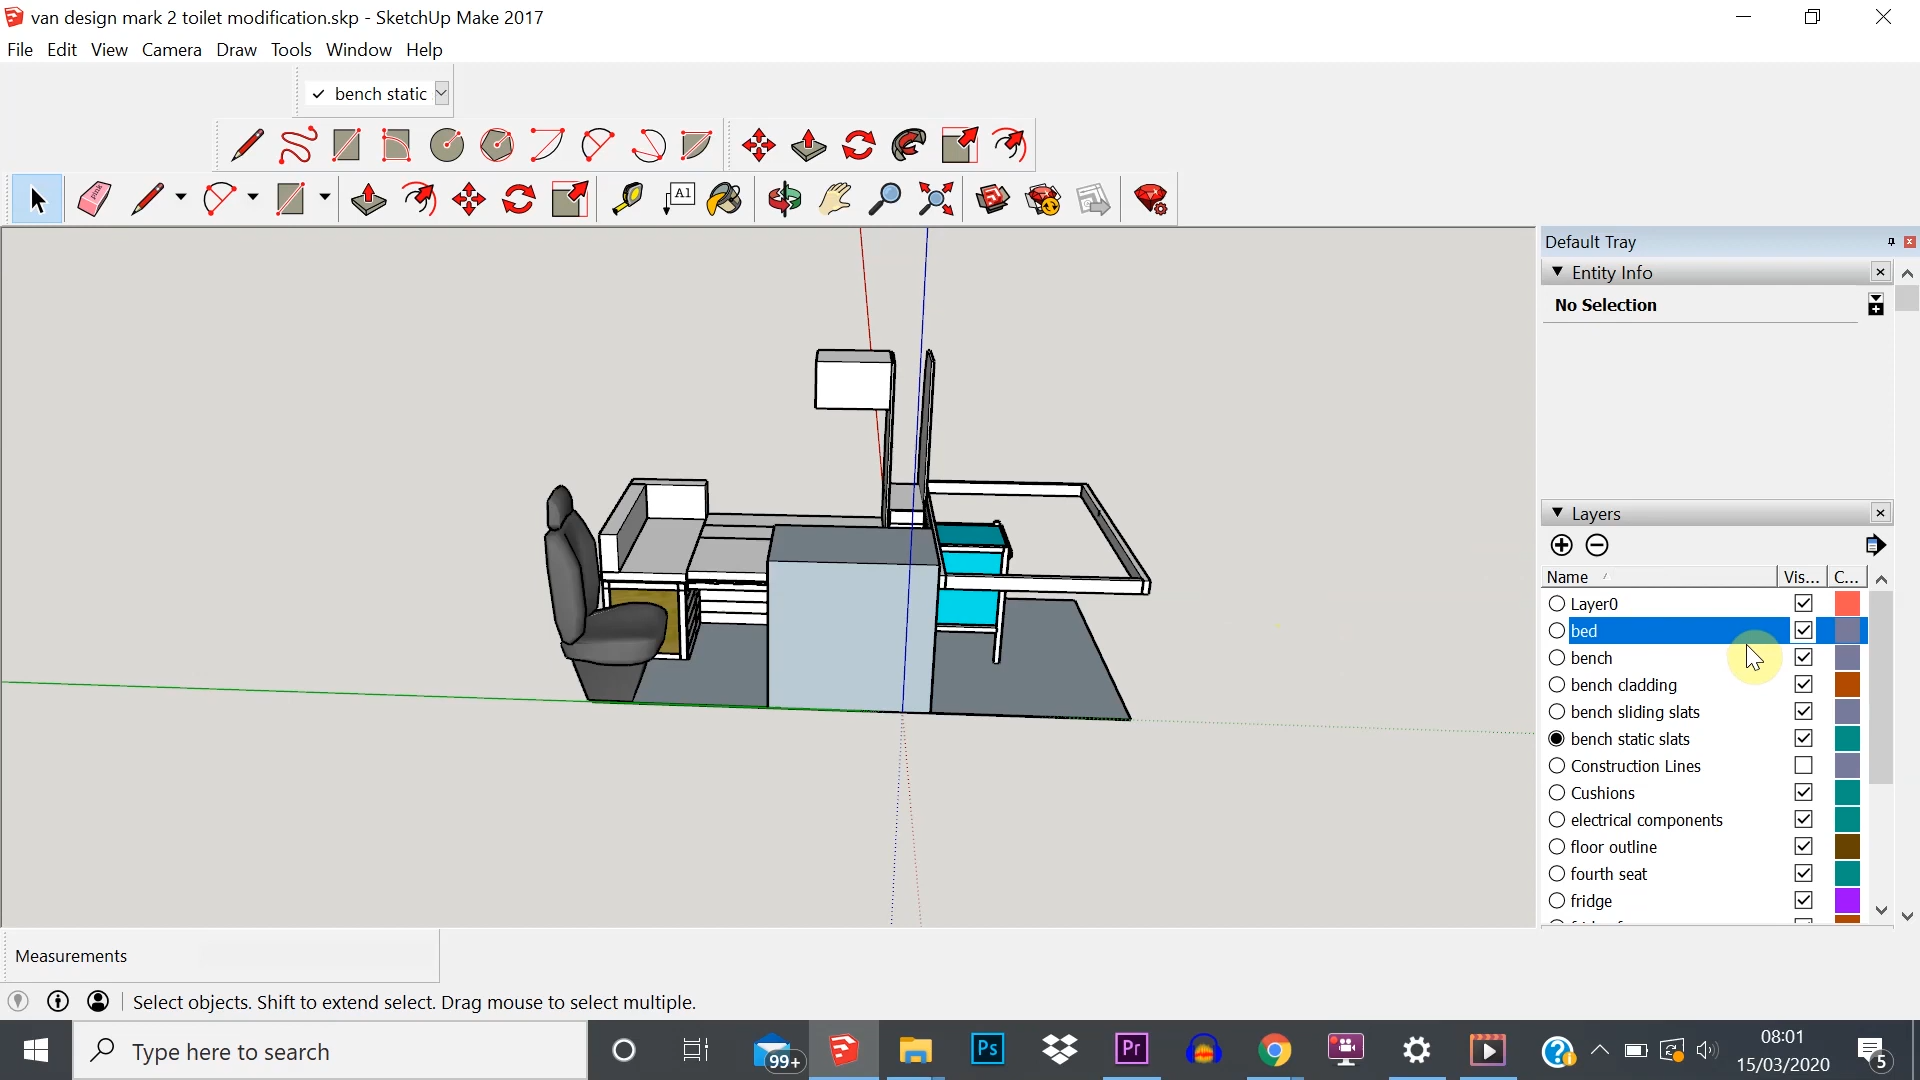 van design mark 2 toilet modification.skp - SketchUp Make 2017
File Edit View Camera Draw Tools Window Help
bench static
A1
Default Tray
Entity Info
No Selection
Layers
Name Vis... C...
Layer0
bed
bench
bench cladding
bench sliding slats
bench static slats
Construction Lines
Cushions
electrical components
floor outline
fourth seat
fridge
Measurements
Select objects. Shift to extend select. Drag mouse to select multiple.
Type here to search
99+
Ps
Pr
08:01
15/03/2020
5